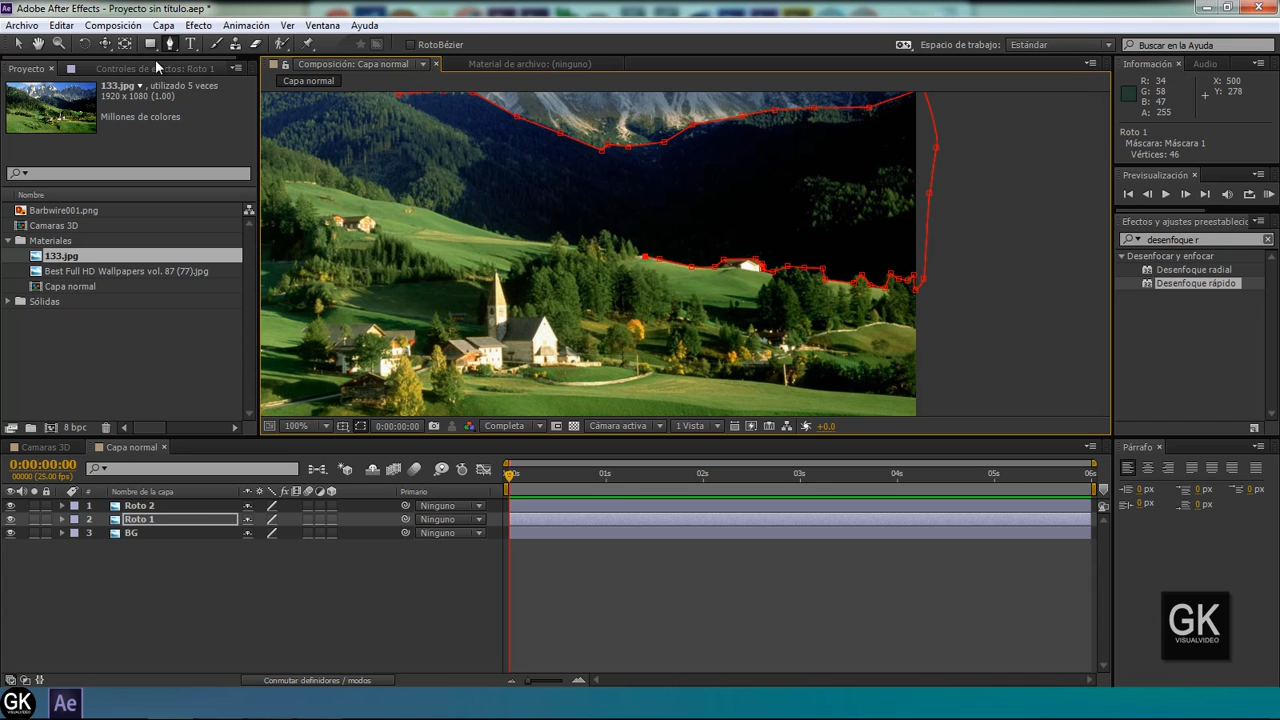 Adobe After Effects - Proyecto sin título.aep *
Archivo Editar Composición Capa Efecto Animación Ver Ventana Ayuda
RotoBézier
Espacio de trabajo: Estándar
Buscar en la Ayuda
Proyecto
Controles de efectos: Roto 1
Composición: Capa normal
Material de archivo: (ninguno)
Capa normal
133.jpg ▼ , utilizado 5 veces
1920 x 1080 (1.00)
Millones de colores
Nombre
Barbwire001.png
Camaras 3D
Materiales
133.jpg
Best Full HD Wallpapers vol. 87 (77).jpg
Capa normal
Sólidas
8 bpc
100%
0:00:00:00
Completa
Cámara activa
1 Vista
+0.0
Información
Audio
R: 34
G: 58
B: 47
A: 255
X: 500
Y: 278
Roto 1
Máscara: Máscara 1
Vértices: 46
Previsualización
Efectos y ajustes preestableci
desenfoque r
Desenfocar y enfocar
Desenfoque radial
Desenfoque rápido
Camaras 3D
Capa normal
0:00:00:00
00000 (25.00 fps)
# Nombre de la capa
Primario
01s 02s 03s 04s 05s 06s
1 Roto 2 Ninguno
2 Roto 1 Ninguno
3 BG Ninguno
Conmutar definidores / modos
Párrafo
0 px 0 px 0 px
0 px 0 px
GK
VISUALVIDEO
GK
VISUALVIDEO
Ae